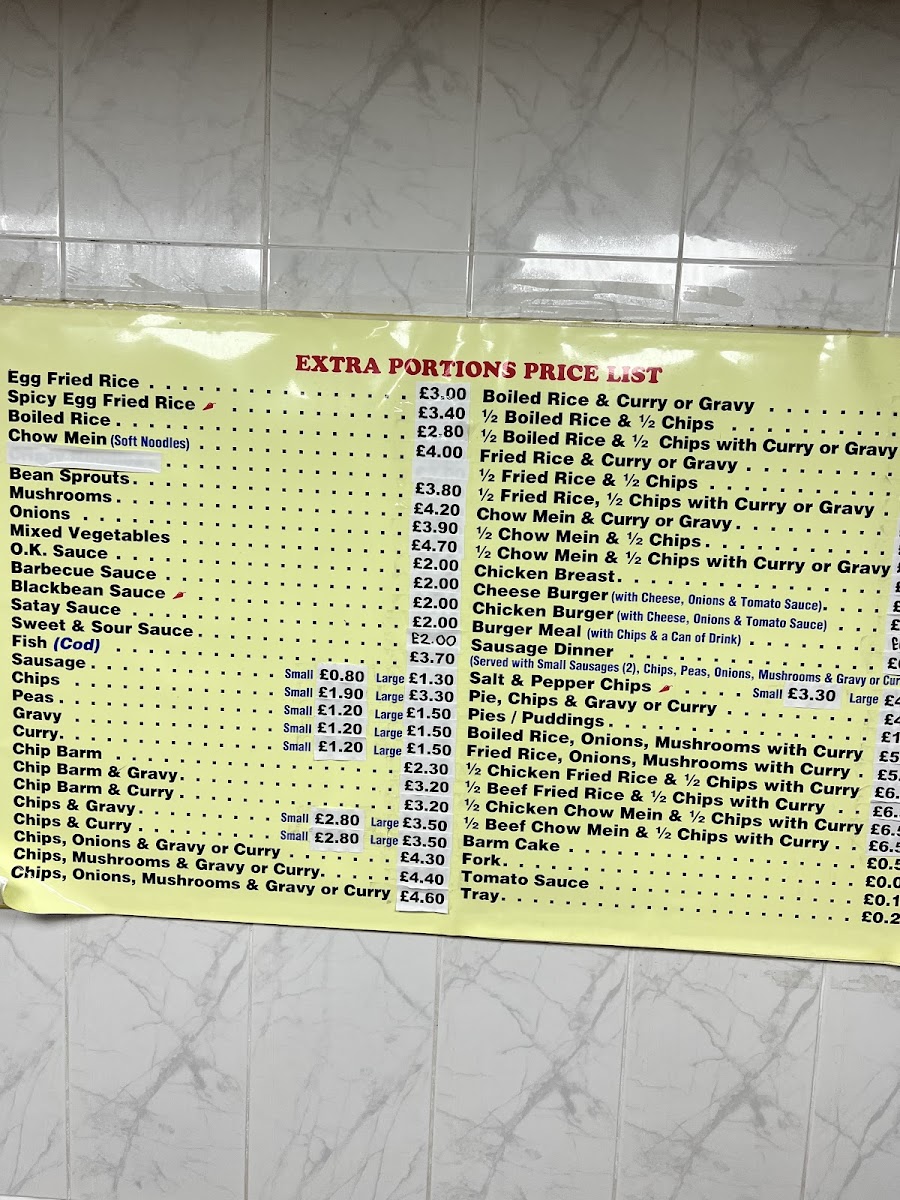 EXTRA PORTIONS PRICE LIST
Egg Fried Rice £3.00
Spicy Egg Fried Rice £3.40
Boiled Rice £2.80
Chow Mein (Soft Noodles) £4.00
Bean Sprouts £3.80
Mushrooms £4.20
Onions £3.90
Mixed Vegetables £4.70
O.K. Sauce £2.00
Barbecue Sauce £2.00
Blackbean Sauce £2.00
Satay Sauce £2.00
Sweet & Sour Sauce £2.00
Fish (Cod) £3.70
Sausage Small £0.80 Large £1.30
Chips Small £1.90 Large £3.30
Peas Small £1.20 Large £1.50
Gravy Small £1.20 Large £1.50
Curry Small £1.20 Large £1.50
Chip Barm £2.30
Chip Barm & Gravy £3.20
Chip Barm & Curry £3.20
Chips & Gravy Small £2.80 Large £3.50
Chips & Curry Small £2.80 Large £3.50
Chips, Onions & Gravy or Curry £4.30
Chips, Mushrooms & Gravy or Curry £4.40
Chips, Onions, Mushrooms & Gravy or Curry £4.60
Boiled Rice & Curry or Gravy
½ Boiled Rice & ½ Chips
½ Boiled Rice & ½ Chips with Curry or Gravy
Fried Rice & Curry or Gravy
½ Fried Rice & ½ Chips
½ Fried Rice, ½ Chips with Curry or Gravy
Chow Mein & Curry or Gravy
½ Chow Mein & ½ Chips
½ Chow Mein & ½ Chips with Curry or Gravy
Chicken Breast
Cheese Burger (with Cheese, Onions & Tomato Sauce)
Chicken Burger (with Cheese, Onions & Tomato Sauce)
Burger Meal (with Chips & a Can of Drink)
Sausage Dinner
(Served with Small Sausages (2), Chips, Peas, Onions, Mushrooms & Gravy or
Salt & Pepper Chips Small £3.30 Large
Pie, Chips & Gravy or Curry
Pies / Puddings
Boiled Rice, Onions, Mushrooms with Curry
Fried Rice, Onions, Mushrooms with Curry
½ Chicken Fried Rice & ½ Chips with Curry
½ Beef Fried Rice & ½ Chips with Curry
½ Chicken Chow Mein & ½ Chips with Curry
½ Beef Chow Mein & ½ Chips with Curry
Barm Cake
Fork
Tomato Sauce
Tray